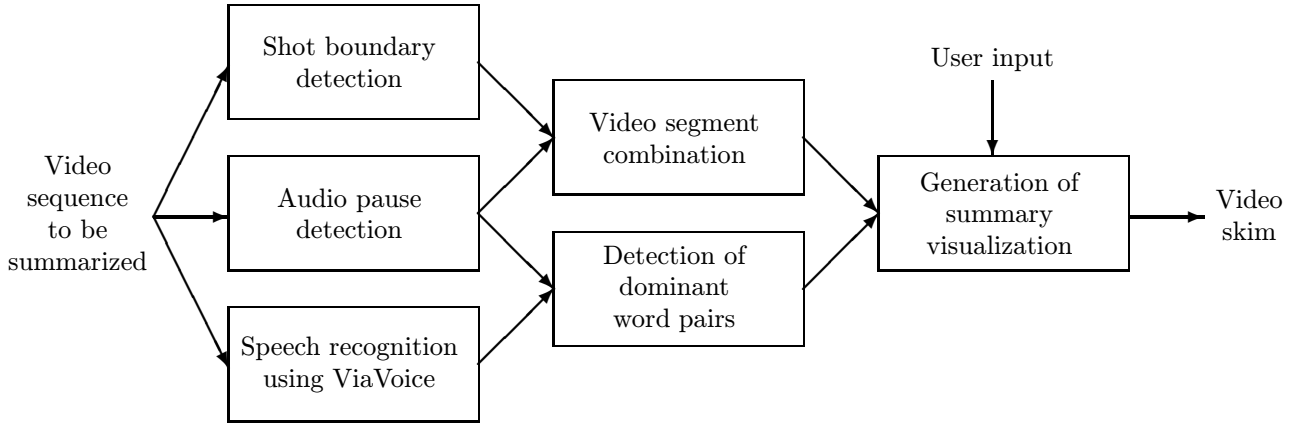 Video
sequence
to be
summarized
Shot boundary
detection
Audio pause
detection
Speech recognition
using ViaVoice
Video segment
combination
Detection of
dominant
word pairs
User input
Generation of
summary
visualization
Video
skim